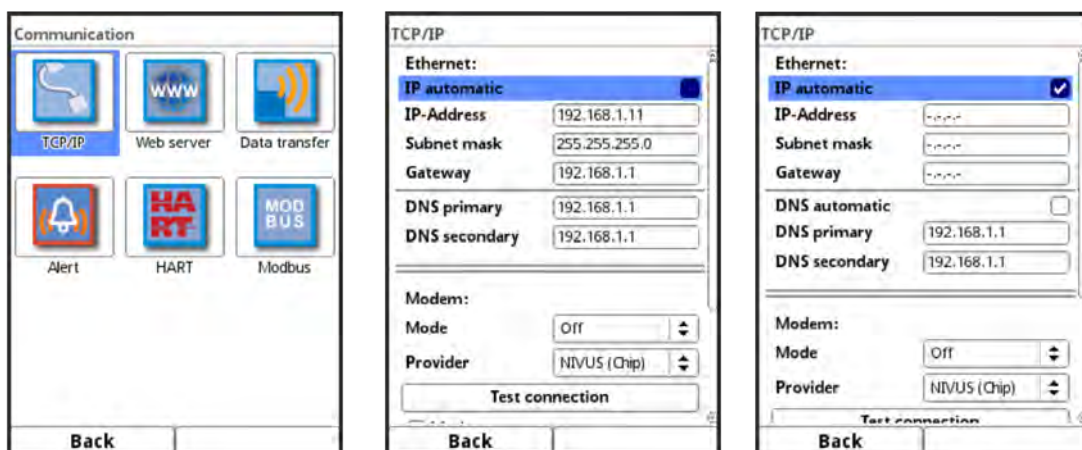 Communication
WWW
TCP/IP Web server Data transfer
HART MOD BUS
Alert HART Modbus
Back
TCP/IP
Ethernet:
IP automatic
IP-Address 192.168.1.11
Subnet mask 255.255.255.0
Gateway 192.168.1.1
DNS primary 192.168.1.1
DNS secondary 192.168.1.1
Modem:
Mode Off
Provider NIVUS (Chip)
Test connection
Back
TCP/IP
Ethernet:
IP automatic
IP-Address -.-.-.-
Subnet mask -.-.-.-
Gateway -.-.-.-
DNS automatic
DNS primary 192.168.1.1
DNS secondary 192.168.1.1
Modem:
Mode Off
Provider NIVUS (Chip)
Test connection
Back